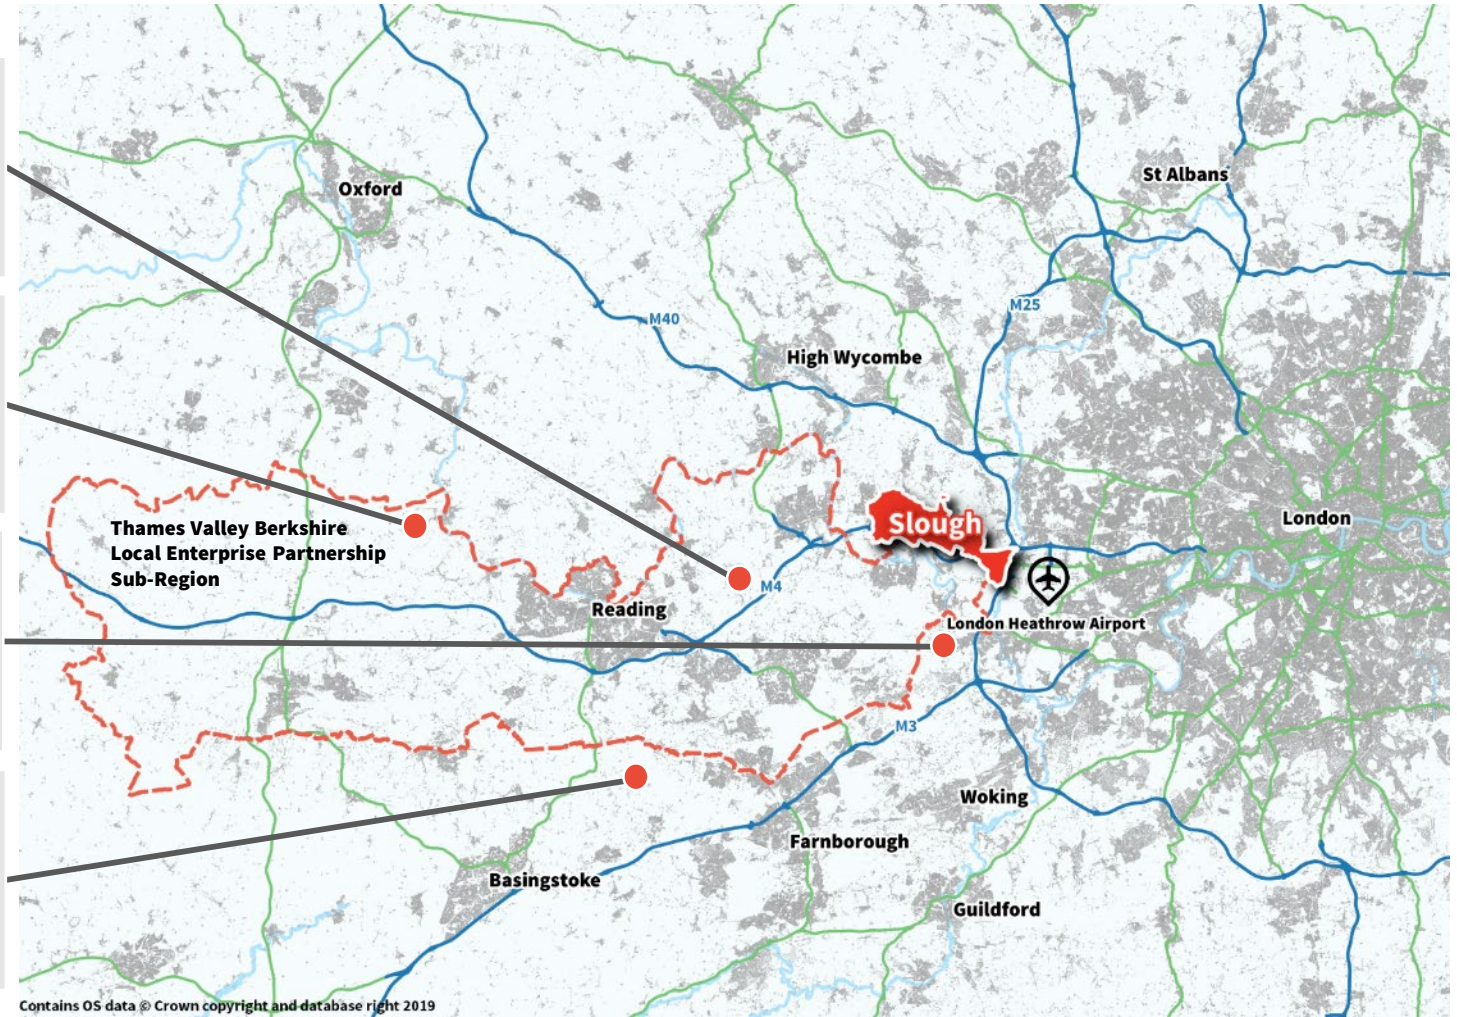 Oxford
St Albans
M25
M40
High Wycombe
Slough
London
Thames Valley Berkshire
Local Enterprise Partnership
Sub-Region
M4
Reading
London Heathrow Airport
M3
Woking
Farnborough
Basingstoke
Guildford
Contains OS data © Crown copyright and database right 2019